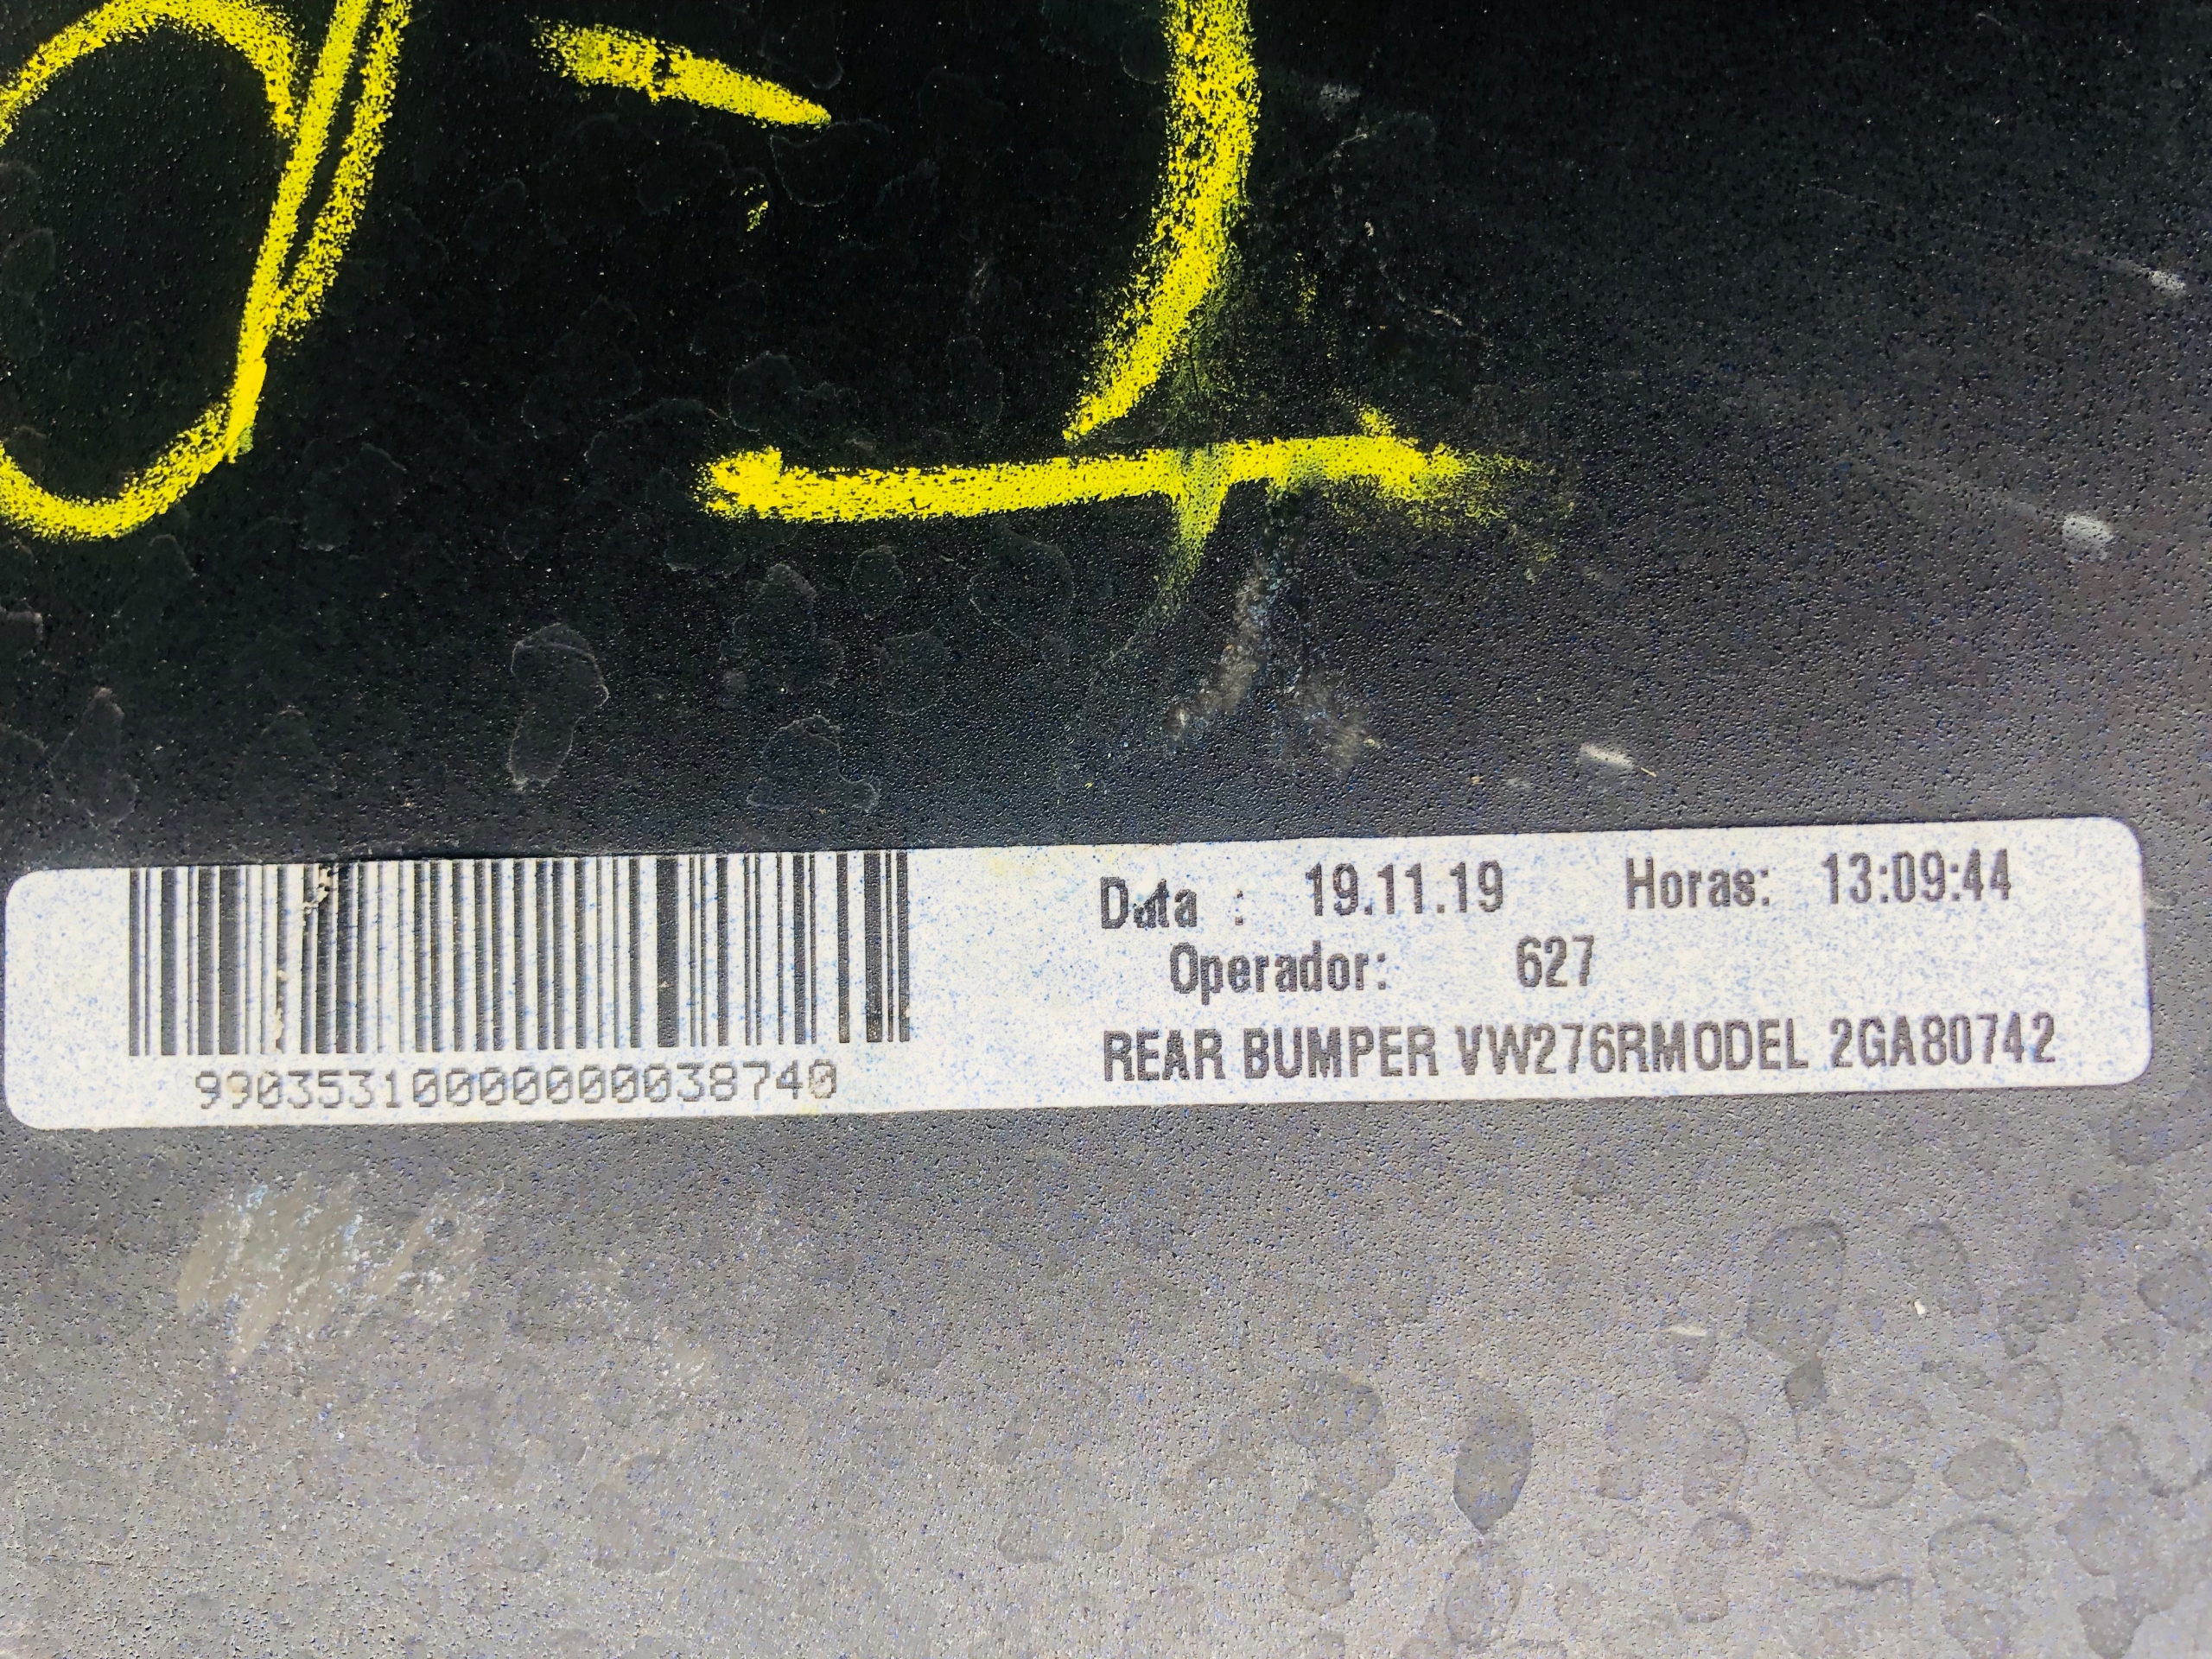 Data : 19.11.19 Horas: 13:09:44
Operador: 627
REAR BUMPER VW276RMODEL 2GA80742
99035310000000038740